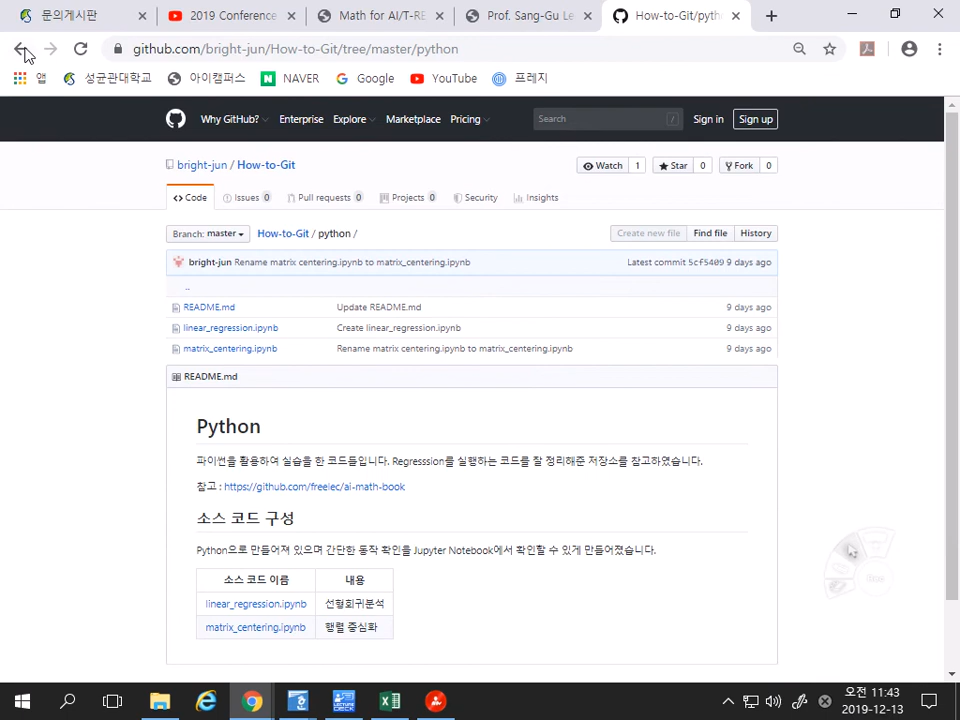 문의게시판
2019 Conference
Math for AI/T-RE
Prof. Sang-Gu Le
How-to-Git/pyth
github.com/bright-jun/How-to-Git/tree/master/python
앱
성균관대학교
아이캠퍼스
NAVER
Google
YouTube
프레지
Why GitHub?
Enterprise
Explore
Marketplace
Pricing
Search
/
Sign in
Sign up
bright-jun / How-to-Git
Watch 1
Star 0
Fork 0
Code
Issues 0
Pull requests 0
Projects 0
Security
Insights
Branch: master
How-to-Git / python /
Create new file
Find file
History
bright-jun Rename matrix centering.ipynb to matrix_centering.ipynb
Latest commit 5cf5409 9 days ago
..
README.md Update README.md 9 days ago
linear_regression.ipynb Create linear_regression.ipynb 9 days ago
matrix_centering.ipynb Rename matrix centering.ipynb to matrix_centering.ipynb 9 days ago
README.md
Python
파이썬을 활용하여 실습을 한 코드들입니다. Regresssion를 실행하는 코드를 잘 정리해준 저장소를 참고하였습니다.
참고 : https://github.com/freelec/ai-math-book
소스 코드 구성
Python으로 만들어져 있으며 간단한 동작 확인을 Jupyter Notebook에서 확인할 수 있게 만들어졌습니다.
소스 코드 이름 내용
linear_regression.ipynb 선형회귀분석
matrix_centering.ipynb 행렬 중심화
오전 11:43
2019-12-13